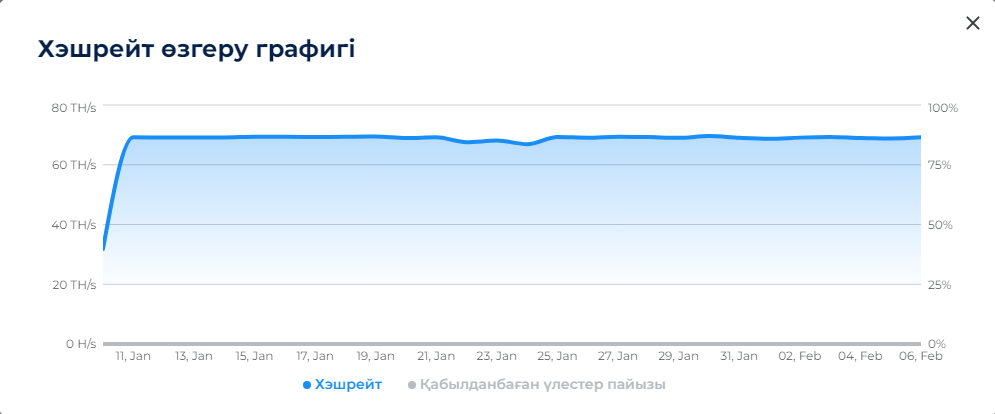 Хэшрейт өзгеру графигі
80 TH/s
100%
60 TH/s
75%
40 TH/s
50%
20 TH/s
25%
0 H/s
0%
11, Jan 13, Jan 15, Jan 17, Jan 19, Jan 21, Jan 23, Jan 25, Jan 27, Jan 29, Jan 31, Jan 02, Feb 04, Feb 06, Feb
Хэшрейт Қабылданбаған үлестер пайызы